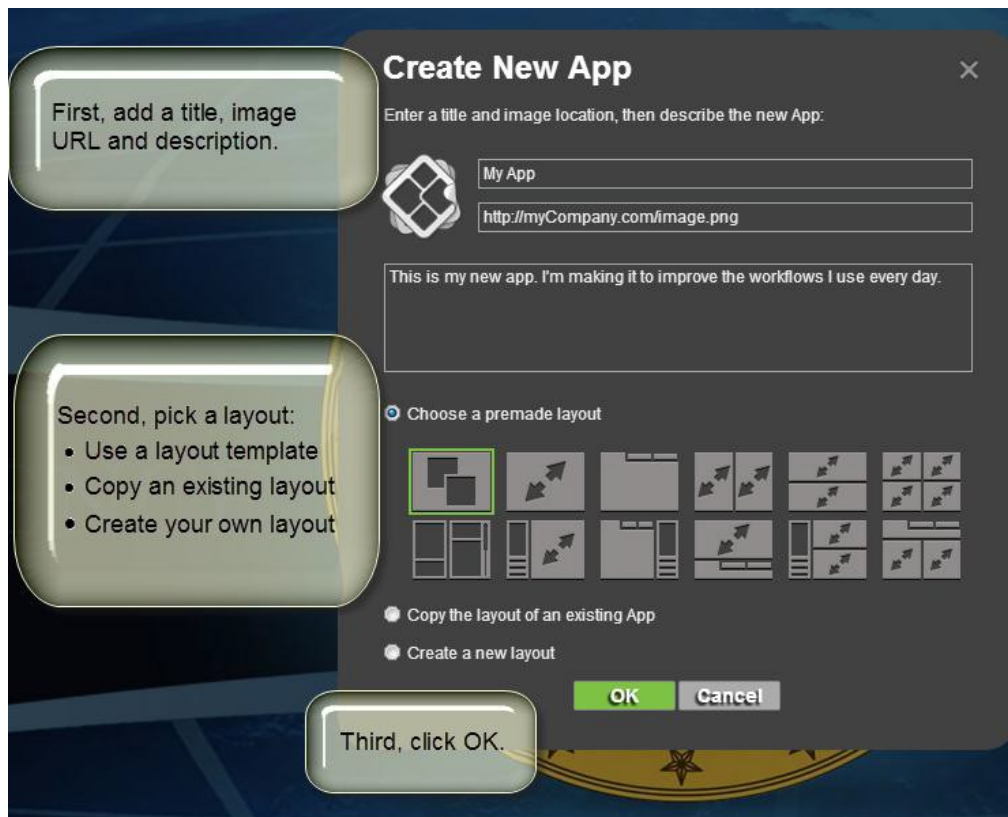 Create New App
First, add a title, image
URL and description.
Enter a title and image location, then describe the new App:
My App
http://myCompany.com/image.png
This is my new app. I'm making it to improve the workflows I use every day.
Second, pick a layout:
• Use a layout template
• Copy an existing layout
• Create your own layout
Choose a premade layout
Copy the layout of an existing App
Create a new layout
OK
Cancel
Third, click OK.